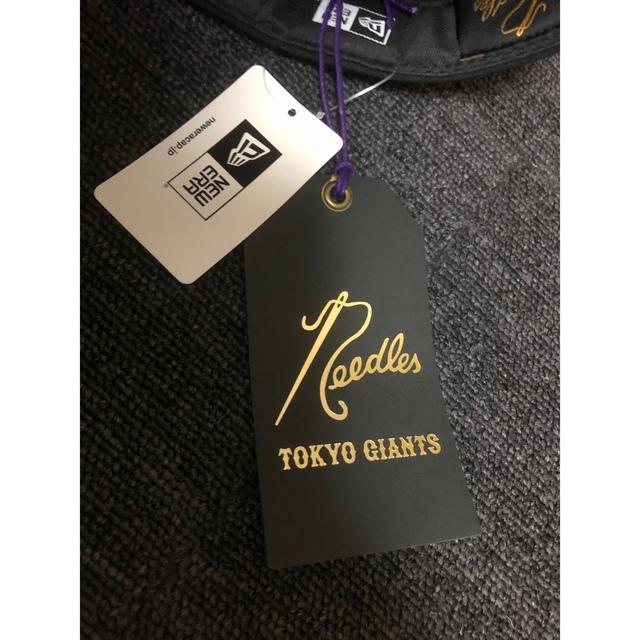 NEW
ERA
®
neweracap.jp
Needles
TOKYO GIANTS